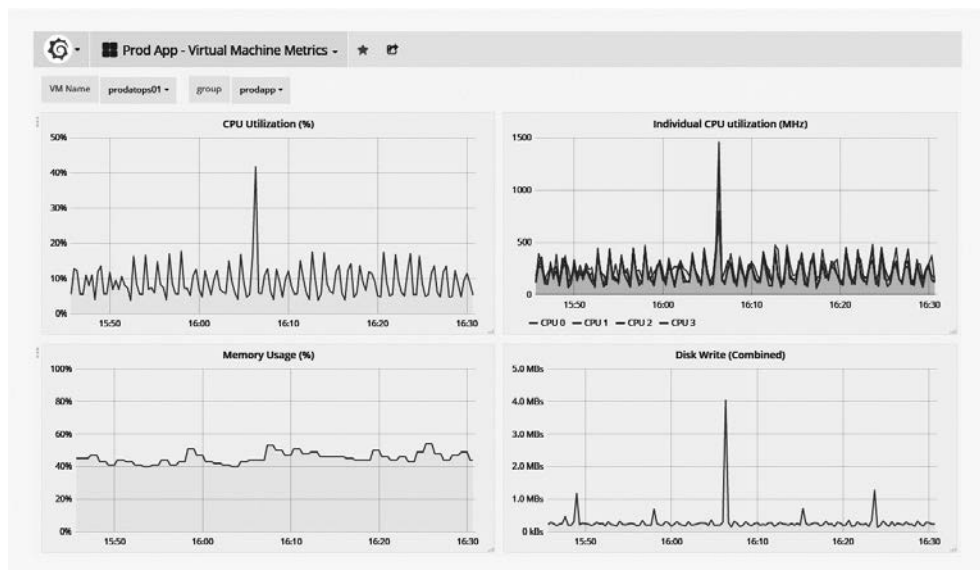 Prod App - Virtual Machine Metrics
VM Name prodatops01 group prodapp
CPU Utilization (%)
50%
40%
30%
20%
10%
0%
15:50 16:00 16:10 16:20 16:30
Individual CPU utilization (MHz)
1500
1000
500
0
15:50 16:00 16:10 16:20 16:30
CPU 0 CPU 1 CPU 2 CPU 3
Memory Usage (%)
100%
80%
60%
40%
20%
0%
15:50 16:00 16:10 16:20 16:30
Disk Write (Combined)
5.0 MBs
4.0 MBs
3.0 MBs
2.0 MBs
1.0 MBs
0 kBs
15:50 16:00 16:10 16:20 16:30